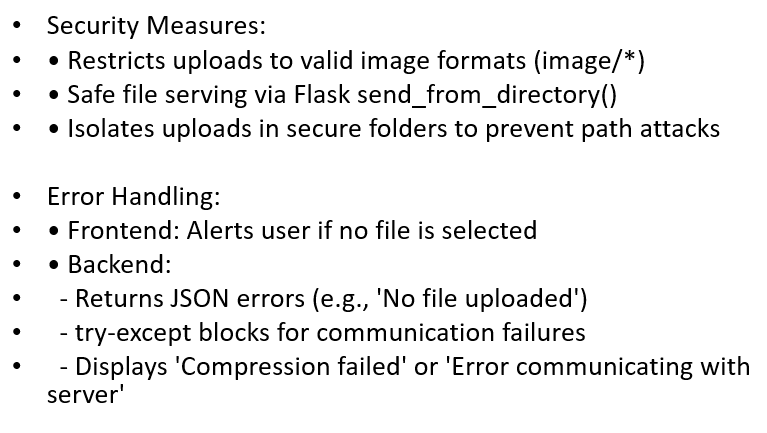 • Security Measures:
• • Restricts uploads to valid image formats (image/*)
• • Safe file serving via Flask send_from_directory()
• • Isolates uploads in secure folders to prevent path attacks
• Error Handling:
• • Frontend: Alerts user if no file is selected
• • Backend:
• - Returns JSON errors (e.g., 'No file uploaded')
• - try-except blocks for communication failures
• - Displays 'Compression failed' or 'Error communicating with
server'